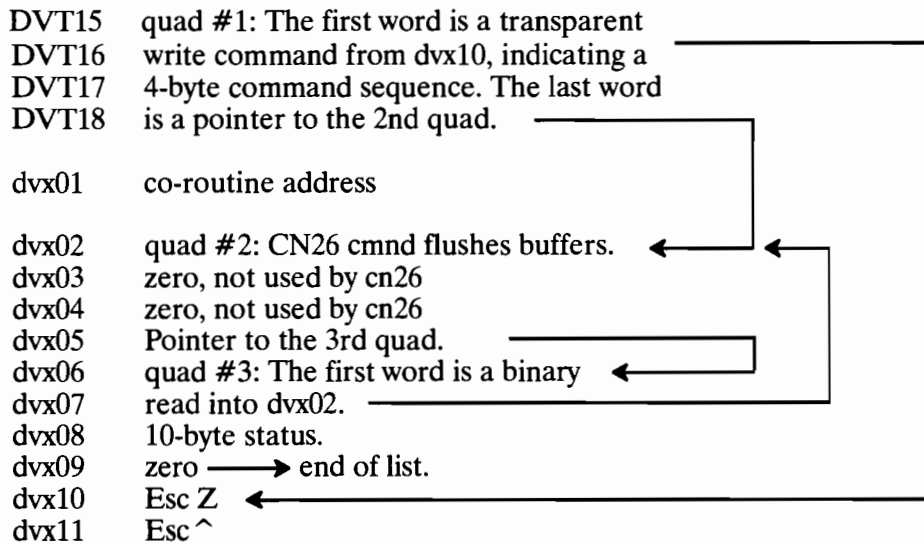 DVT15 quad #1: The first word is a transparent
DVT16 write command from dvx10, indicating a
DVT17 4-byte command sequence. The last word
DVT18 is a pointer to the 2nd quad.
dvx01 co-routine address
dvx02 quad #2: CN26 cmnd flushes buffers.
dvx03 zero, not used by cn26
dvx04 zero, not used by cn26
dvx05 Pointer to the 3rd quad.
dvx06 quad #3: The first word is a binary
dvx07 read into dvx02.
dvx08 10-byte status.
dvx09 zero → end of list.
dvx10 Esc Z
dvx11 Esc ^